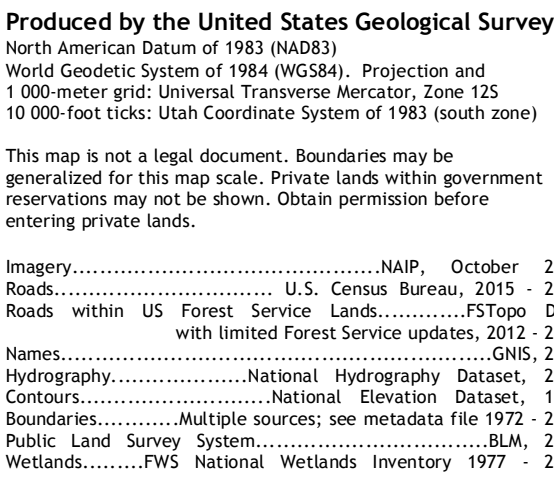 Produced by the United States Geological Survey
North American Datum of 1983 (NAD83)
World Geodetic System of 1984 (WGS84). Projection and
1 000-meter grid: Universal Transverse Mercator, Zone 12S
10 000-foot ticks: Utah Coordinate System of 1983 (south zone)
This map is not a legal document. Boundaries may be
generalized for this map scale. Private lands within government
reservations may not be shown. Obtain permission before
entering private lands.
Imagery.....................................NAIP, October 2
Roads.............................. U.S. Census Bureau, 2015 - 2
Roads within US Forest Service Lands............FSTopo D
with limited Forest Service updates, 2012 - 2
Names....................................................GNIS, 2
Hydrography...................National Hydrography Dataset, 2
Contours..........................National Elevation Dataset, 1
Boundaries............Multiple sources; see metadata file 1972 - 2
Public Land Survey System................................BLM, 2
Wetlands.........FWS National Wetlands Inventory 1977 - 2